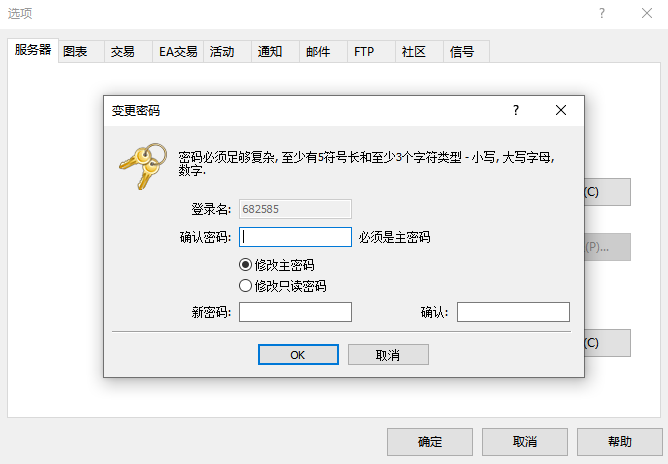 选项
服务器 图表 交易 EA交易 活动 通知 邮件 FTP 社区 信号
变更密码
密码必须足够复杂, 至少有5符号长和至少3个字符类型 - 小写, 大写字母,
数字.
登录名: 682585
(C)
确认密码: 必须是主密码
(P)...
修改主密码
修改只读密码
新密码: 确认:
(C)
OK 取消
确定 取消 帮助